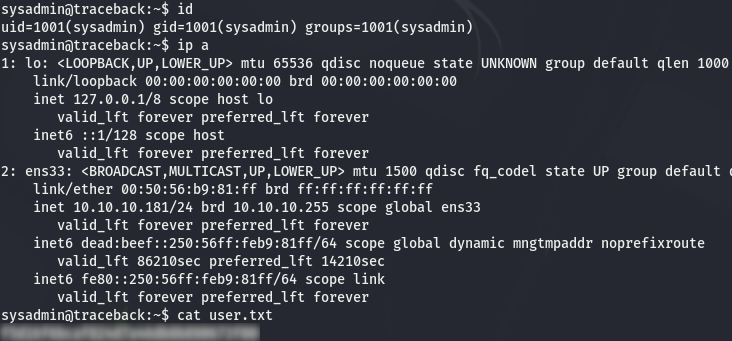 sysadmin@traceback:~$ id
uid=1001(sysadmin) gid=1001(sysadmin) groups=1001(sysadmin)
sysadmin@traceback:~$ ip a
1: lo: <LOOPBACK,UP,LOWER_UP> mtu 65536 qdisc noqueue state UNKNOWN group default qlen 1000
    link/loopback 00:00:00:00:00:00 brd 00:00:00:00:00:00
    inet 127.0.0.1/8 scope host lo
       valid_lft forever preferred_lft forever
    inet6 ::1/128 scope host
       valid_lft forever preferred_lft forever
2: ens33: <BROADCAST,MULTICAST,UP,LOWER_UP> mtu 1500 qdisc fq_codel state UP group default
    link/ether 00:50:56:b9:81:ff brd ff:ff:ff:ff:ff:ff
    inet 10.10.10.181/24 brd 10.10.10.255 scope global ens33
       valid_lft forever preferred_lft forever
    inet6 dead:beef::250:56ff:feb9:81ff/64 scope global dynamic mngtmpaddr noprefixroute
       valid_lft 86210sec preferred_lft 14210sec
    inet6 fe80::250:56ff:feb9:81ff/64 scope link
       valid_lft forever preferred_lft forever
sysadmin@traceback:~$ cat user.txt